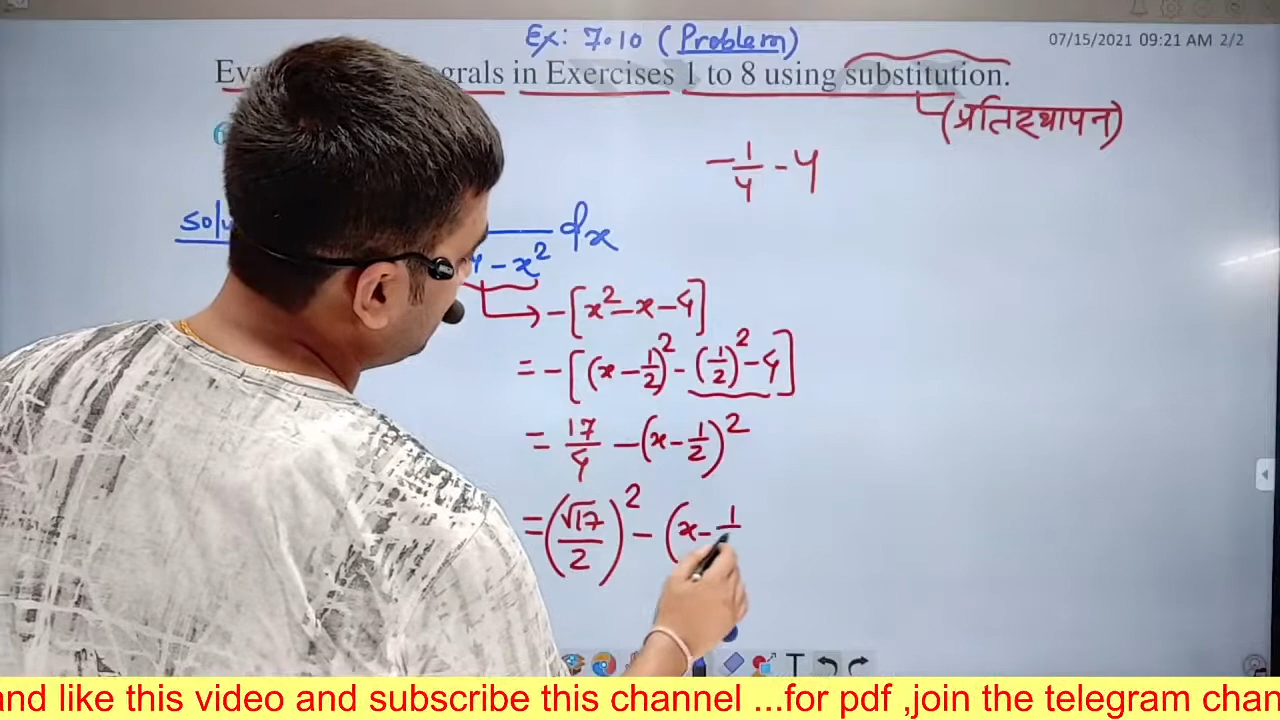 Ex: 7.10 (Problem)
07/15/2021 09:21 AM 2/2
grals in Exercises 1 to 8 using substitution.
(प्रतिस्थापन)
-1/4 - 4
solu
4 - x² dx
-[x² - x - 4]
= -[(x - 1/2)² - (1/2)² - 4]
= 17/4 - (x - 1/2)²
= (√17/2)² - (x - 1
and like this video and subscribe this channel ...for pdf ,join the telegram chan